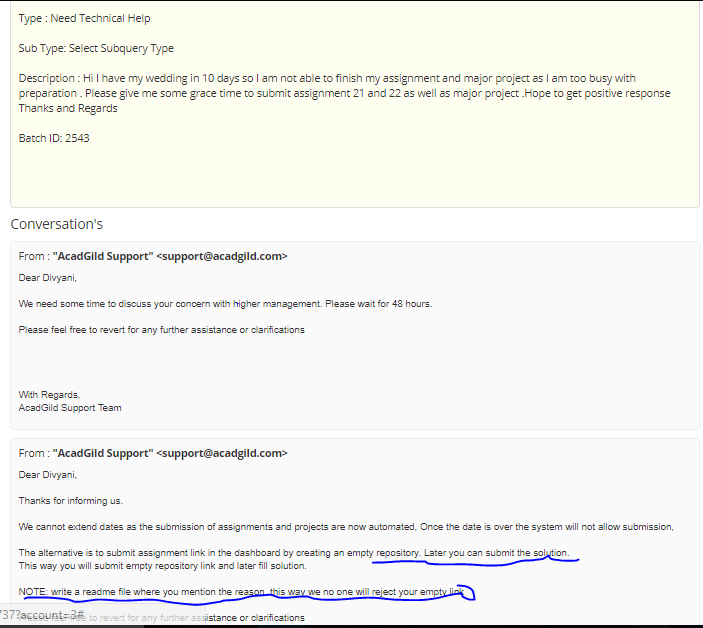 Type : Need Technical Help
Sub Type: Select Subquery Type
Description : Hi I have my wedding in 10 days so I am not able to finish my assignment and major project as I am too busy with
preparation . Please give me some grace time to submit assignment 21 and 22 as well as major project .Hope to get positive response
Thanks and Regards
Batch ID: 2543
Conversation's
From : "AcadGild Support" <support@acadgild.com>
Dear Divyani,
We need some time to discuss your concern with higher management. Please wait for 48 hours.
Please feel free to revert for any further assistance or clarifications
With Regards,
AcadGild Support Team
From : "AcadGild Support" <support@acadgild.com>
Dear Divyani,
Thanks for informing us.
We cannot extend dates as the submission of assignments and projects are now automated, Once the date is over the system will not allow submission,
The alternative is to submit assignment link in the dashboard by creating an empty repository. Later you can submit the solution.
This way you will submit empty repository link and later fill solution.
NOTE: write a readme file where you mention the reason, this way we no one will reject your empty link
737?account=3#
Please feel free to revert for any further assistance or clarifications